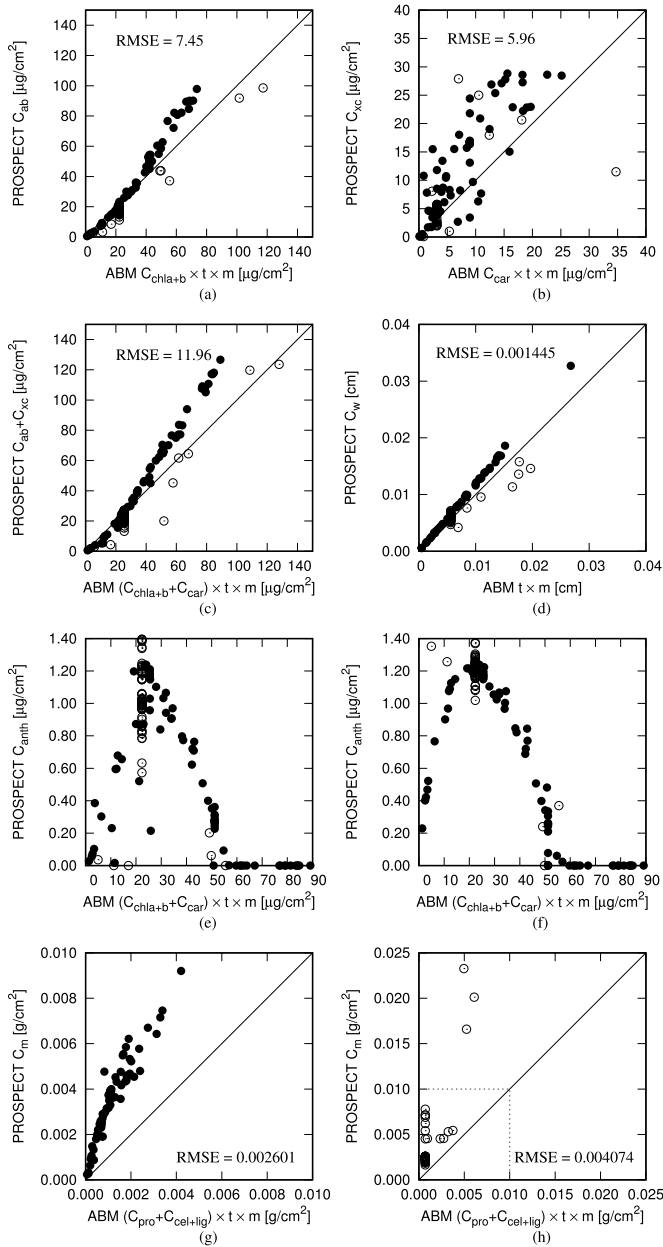 PROSPECT C_ab [µg/cm²]
140
120
100
80
60
40
20
0
RMSE = 7.45
0 20 40 60 80 100 120 140
ABM C_chla+b × t × m [µg/cm²]
(a)
PROSPECT C_xc [µg/cm²]
40
35
30
25
20
15
10
5
0
RMSE = 5.96
0 5 10 15 20 25 30 35 40
ABM C_car × t × m [µg/cm²]
(b)
PROSPECT C_ab+C_xc [µg/cm²]
140
120
100
80
60
40
20
0
RMSE = 11.96
0 20 40 60 80 100 120 140
ABM (C_chla+b+C_car) × t × m [µg/cm²]
(c)
PROSPECT C_w [cm]
0.04
0.03
0.02
0.01
0.00
RMSE = 0.001445
0.00 0.01 0.02 0.03 0.04
ABM t × m [cm]
(d)
PROSPECT C_anth
1.40
1.20
1.00
0.80
0.60
0.40
0.20
0.00
0 10 20 30 40 50 60 70 80 90
ABM (C_chla+b+C_car) × t × m [µg/cm²]
(e)
PROSPECT C_anth
1.40
1.20
1.00
0.80
0.60
0.40
0.20
0.00
0 10 20 30 40 50 60 70 80 90
ABM (C_chla+b+C_car) × t × m [µg/cm²]
(f)
PROSPECT C_m [g/cm²]
0.010
0.008
0.006
0.004
0.002
0.000
RMSE = 0.002601
0.000 0.002 0.004 0.006 0.008 0.010
ABM (C_pro+C_cel+lig) × t × m [g/cm²]
(g)
PROSPECT C_m [g/cm²]
0.025
0.020
0.015
0.010
0.005
0.000
RMSE = 0.004074
0.000 0.005 0.010 0.015 0.020 0.025
ABM (C_pro+C_cel+lig) × t × m [g/cm²]
(h)